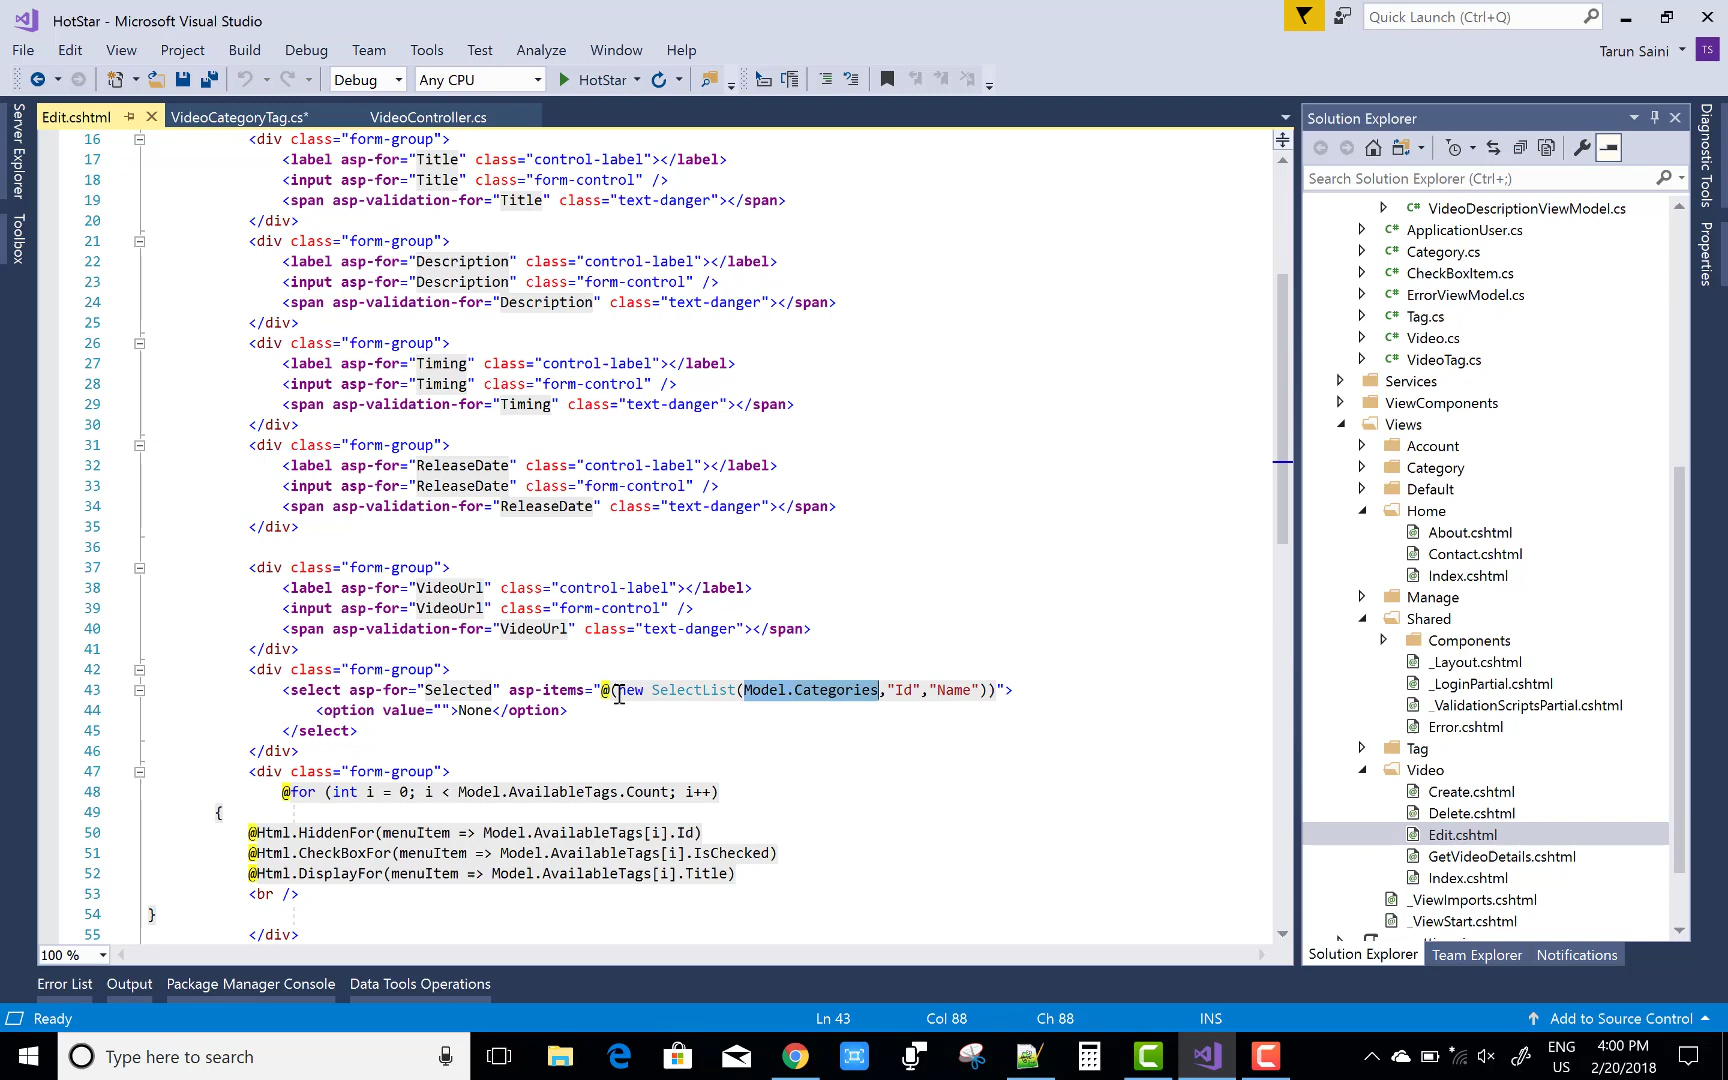 HotStar - Microsoft Visual Studio
Quick Launch (Ctrl+Q)
File Edit View Project Build Debug Team Tools Test Analyze Window Help
Tarun Saini TS
Debug Any CPU HotStar
Server Explorer
Toolbox
Edit.cshtml VideoCategoryTag.cs* VideoController.cs
16 <div class="form-group">
17 <label asp-for="Title" class="control-label"></label>
18 <input asp-for="Title" class="form-control" />
19 <span asp-validation-for="Title" class="text-danger"></span>
20 </div>
21 <div class="form-group">
22 <label asp-for="Description" class="control-label"></label>
23 <input asp-for="Description" class="form-control" />
24 <span asp-validation-for="Description" class="text-danger"></span>
25 </div>
26 <div class="form-group">
27 <label asp-for="Timing" class="control-label"></label>
28 <input asp-for="Timing" class="form-control" />
29 <span asp-validation-for="Timing" class="text-danger"></span>
30 </div>
31 <div class="form-group">
32 <label asp-for="ReleaseDate" class="control-label"></label>
33 <input asp-for="ReleaseDate" class="form-control" />
34 <span asp-validation-for="ReleaseDate" class="text-danger"></span>
35 </div>
36
37 <div class="form-group">
38 <label asp-for="VideoUrl" class="control-label"></label>
39 <input asp-for="VideoUrl" class="form-control" />
40 <span asp-validation-for="VideoUrl" class="text-danger"></span>
41 </div>
42 <div class="form-group">
43 <select asp-for="Selected" asp-items="@(new SelectList(Model.Categories,"Id","Name"))">
44 <option value="">None</option>
45 </select>
46 </div>
47 <div class="form-group">
48 @for (int i = 0; i < Model.AvailableTags.Count; i++)
49 {
50 @Html.HiddenFor(menuItem => Model.AvailableTags[i].Id)
51 @Html.CheckBoxFor(menuItem => Model.AvailableTags[i].IsChecked)
52 @Html.DisplayFor(menuItem => Model.AvailableTags[i].Title)
53 <br />
54 }
55 </div>
100 %
Solution Explorer
Search Solution Explorer (Ctrl+;)
C# VideoDescriptionViewModel.cs
C# ApplicationUser.cs
C# Category.cs
C# CheckBoxItem.cs
C# ErrorViewModel.cs
C# Tag.cs
C# Video.cs
C# VideoTag.cs
Services
ViewComponents
Views
Account
Category
Default
Home
About.cshtml
Contact.cshtml
Index.cshtml
Manage
Shared
Components
_Layout.cshtml
_LoginPartial.cshtml
_ValidationScriptsPartial.cshtml
Error.cshtml
Tag
Video
Create.cshtml
Delete.cshtml
Edit.cshtml
GetVideoDetails.cshtml
Index.cshtml
_ViewImports.cshtml
_ViewStart.cshtml
Solution Explorer Team Explorer Notifications
Diagnostic Tools
Properties
Error List Output Package Manager Console Data Tools Operations
Ready Ln 43 Col 88 Ch 88 INS Add to Source Control
Type here to search
ENG
US
4:00 PM
2/20/2018